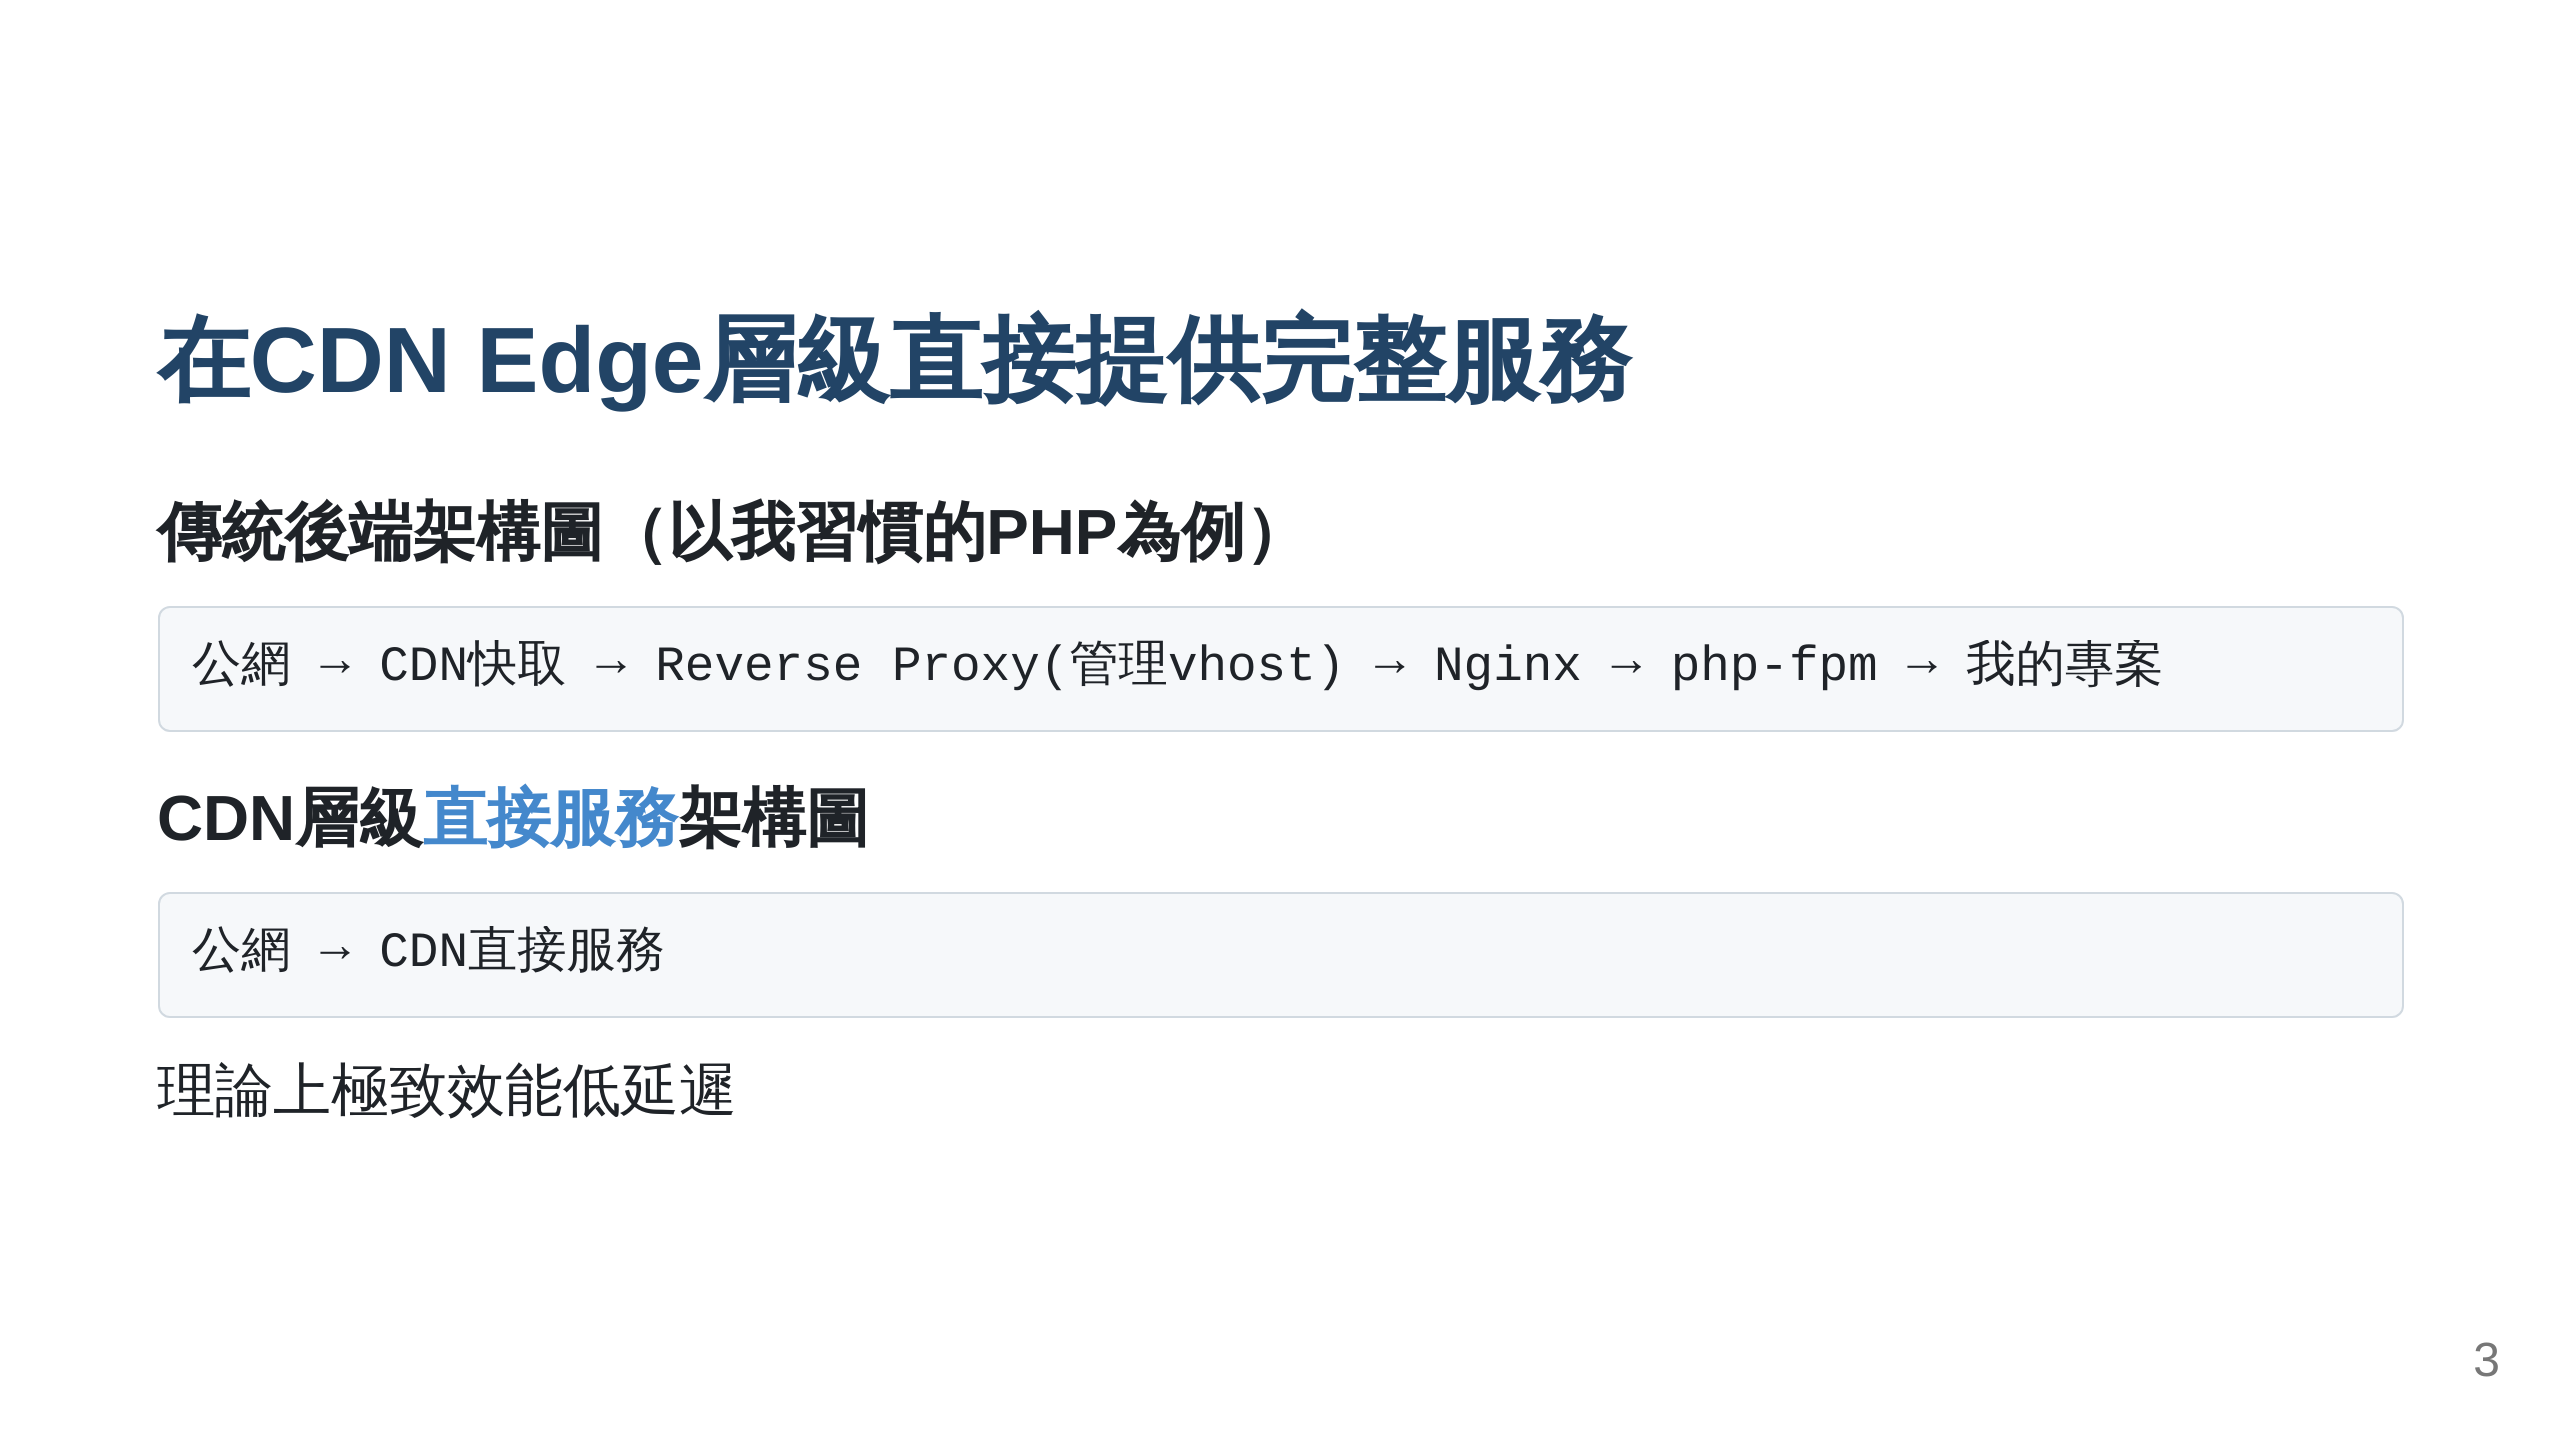 在CDN Edge層級直接提供完整服務
傳統後端架構圖（以我習慣的PHP為例）
公網 → CDN快取 → Reverse Proxy(管理vhost) → Nginx → php-fpm → 我的專案
CDN層級直接服務架構圖
公網 → CDN直接服務
理論上極致效能低延遲
3